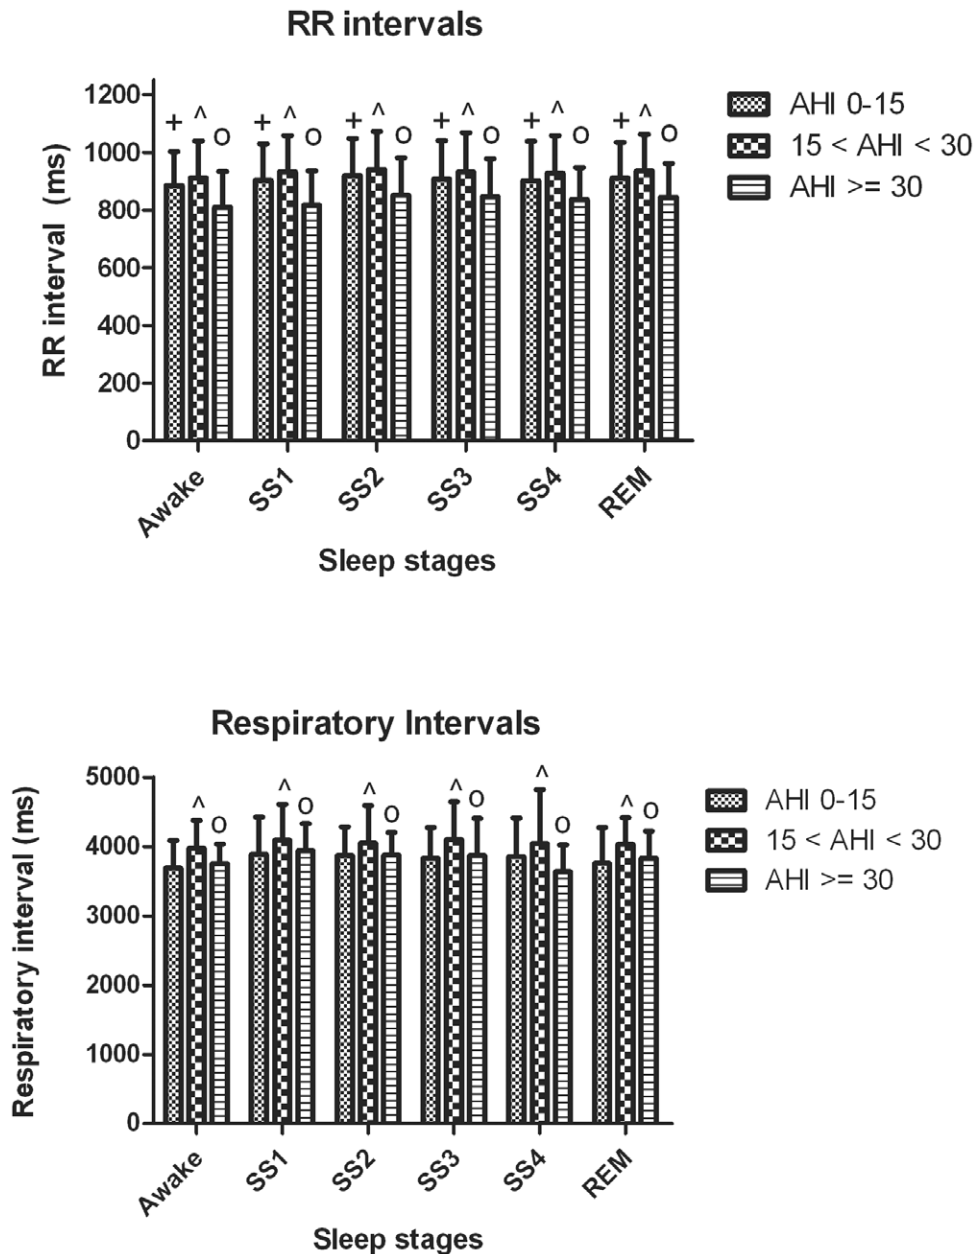 RR intervals
1200
1000
800
600
400
200
0
RR interval (ms)
+ ^ o + ^ o + ^ o + ^ o + ^ o + ^ o
AHI 0-15
15 < AHI < 30
AHI >= 30
Awake SS1 SS2 SS3 SS4 REM
Sleep stages
Respiratory Intervals
5000
4000
3000
2000
1000
0
Respiratory interval (ms)
^ o ^ o ^ o ^ o ^ o ^ o
AHI 0-15
15 < AHI < 30
AHI >= 30
Awake SS1 SS2 SS3 SS4 REM
Sleep stages